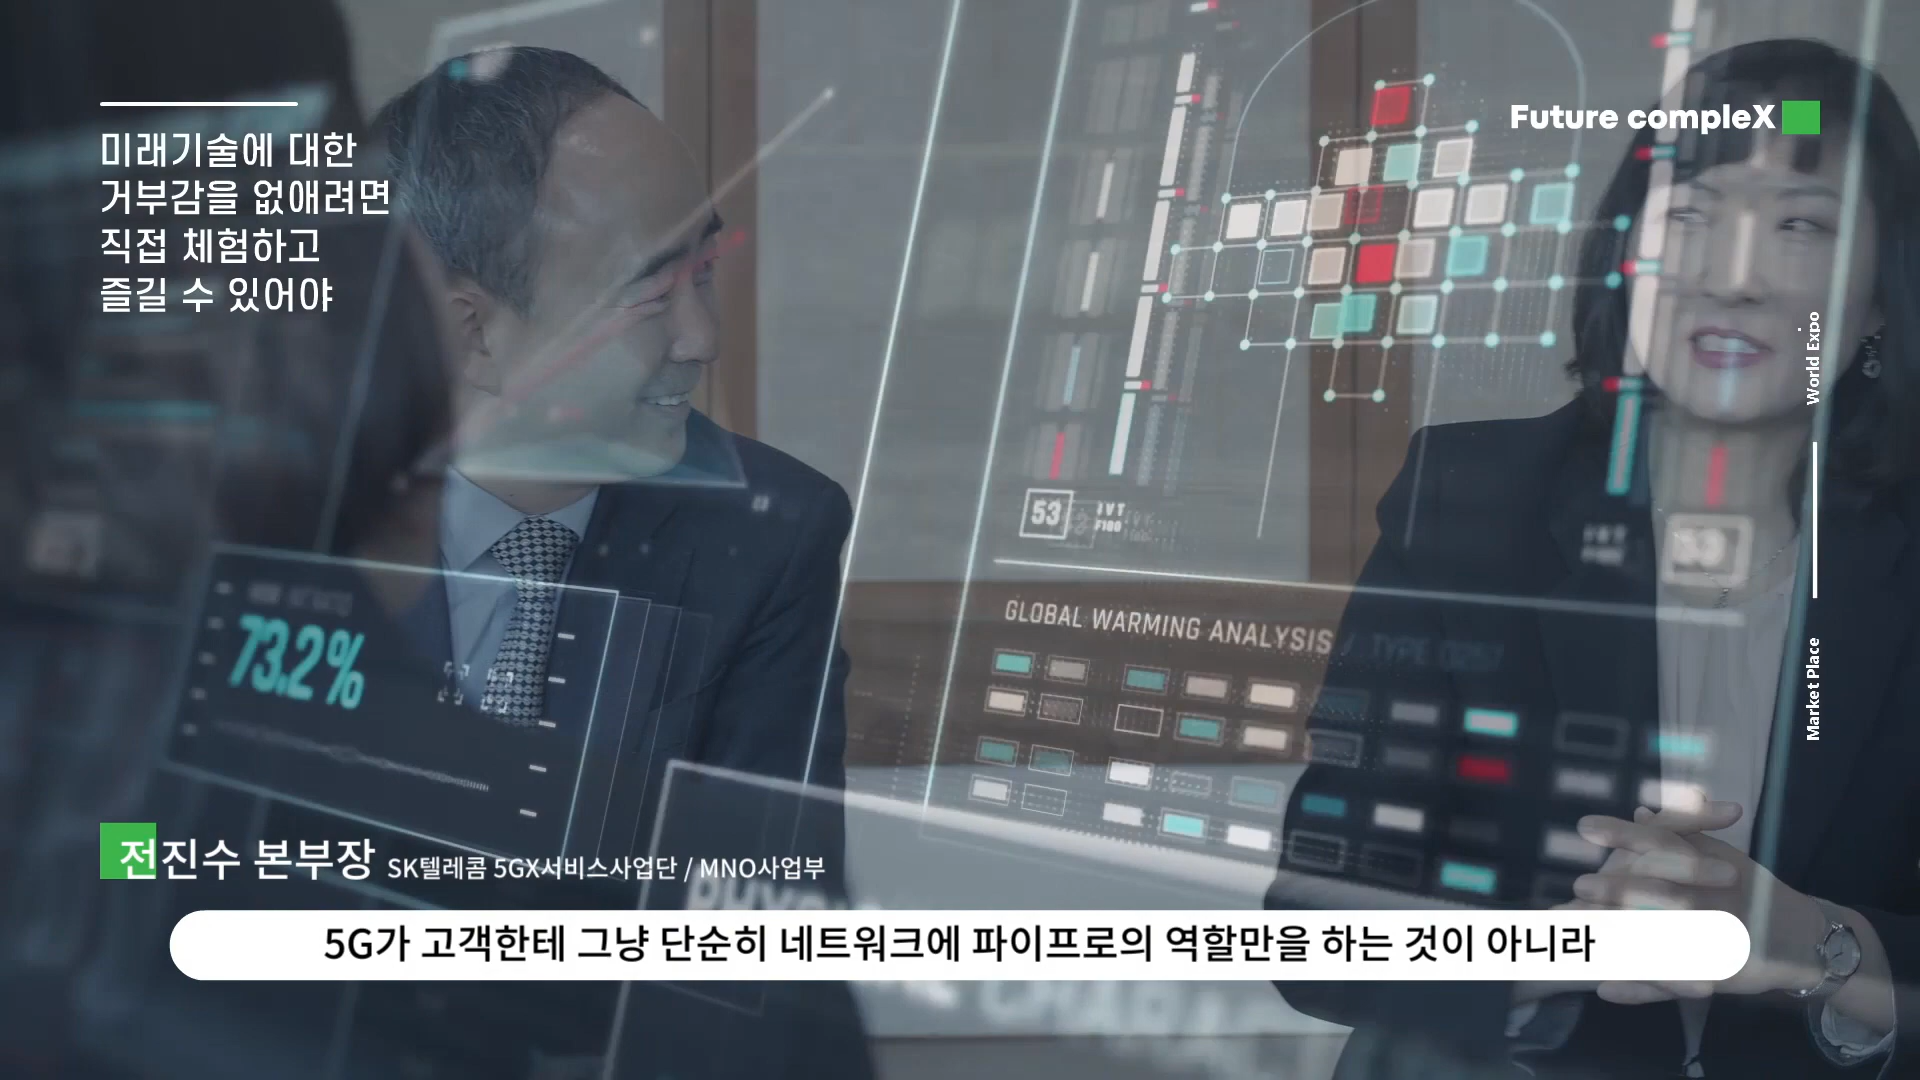 미래기술에 대한
거부감을 없애려면
직접 체험하고
즐길 수 있어야
Future compleX
World Expo
Market Place
53
IVT
F100
53
GLOBAL WARMING ANALYSIS / TYPE
73.2%
전진수 본부장 SK텔레콤 5GX서비스사업단 / MNO사업부
5G가 고객한테 그냥 단순히 네트워크에 파이프로의 역할만을 하는 것이 아니라